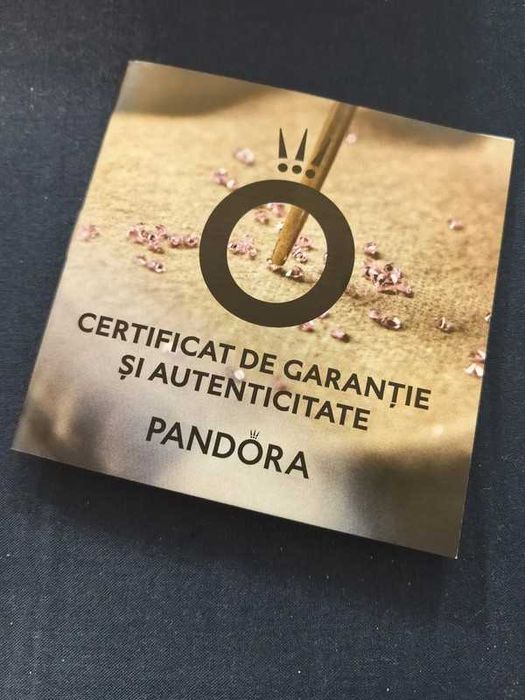 CERTIFICAT DE GARANȚIE
ȘI AUTENTICITATE
PANDORA